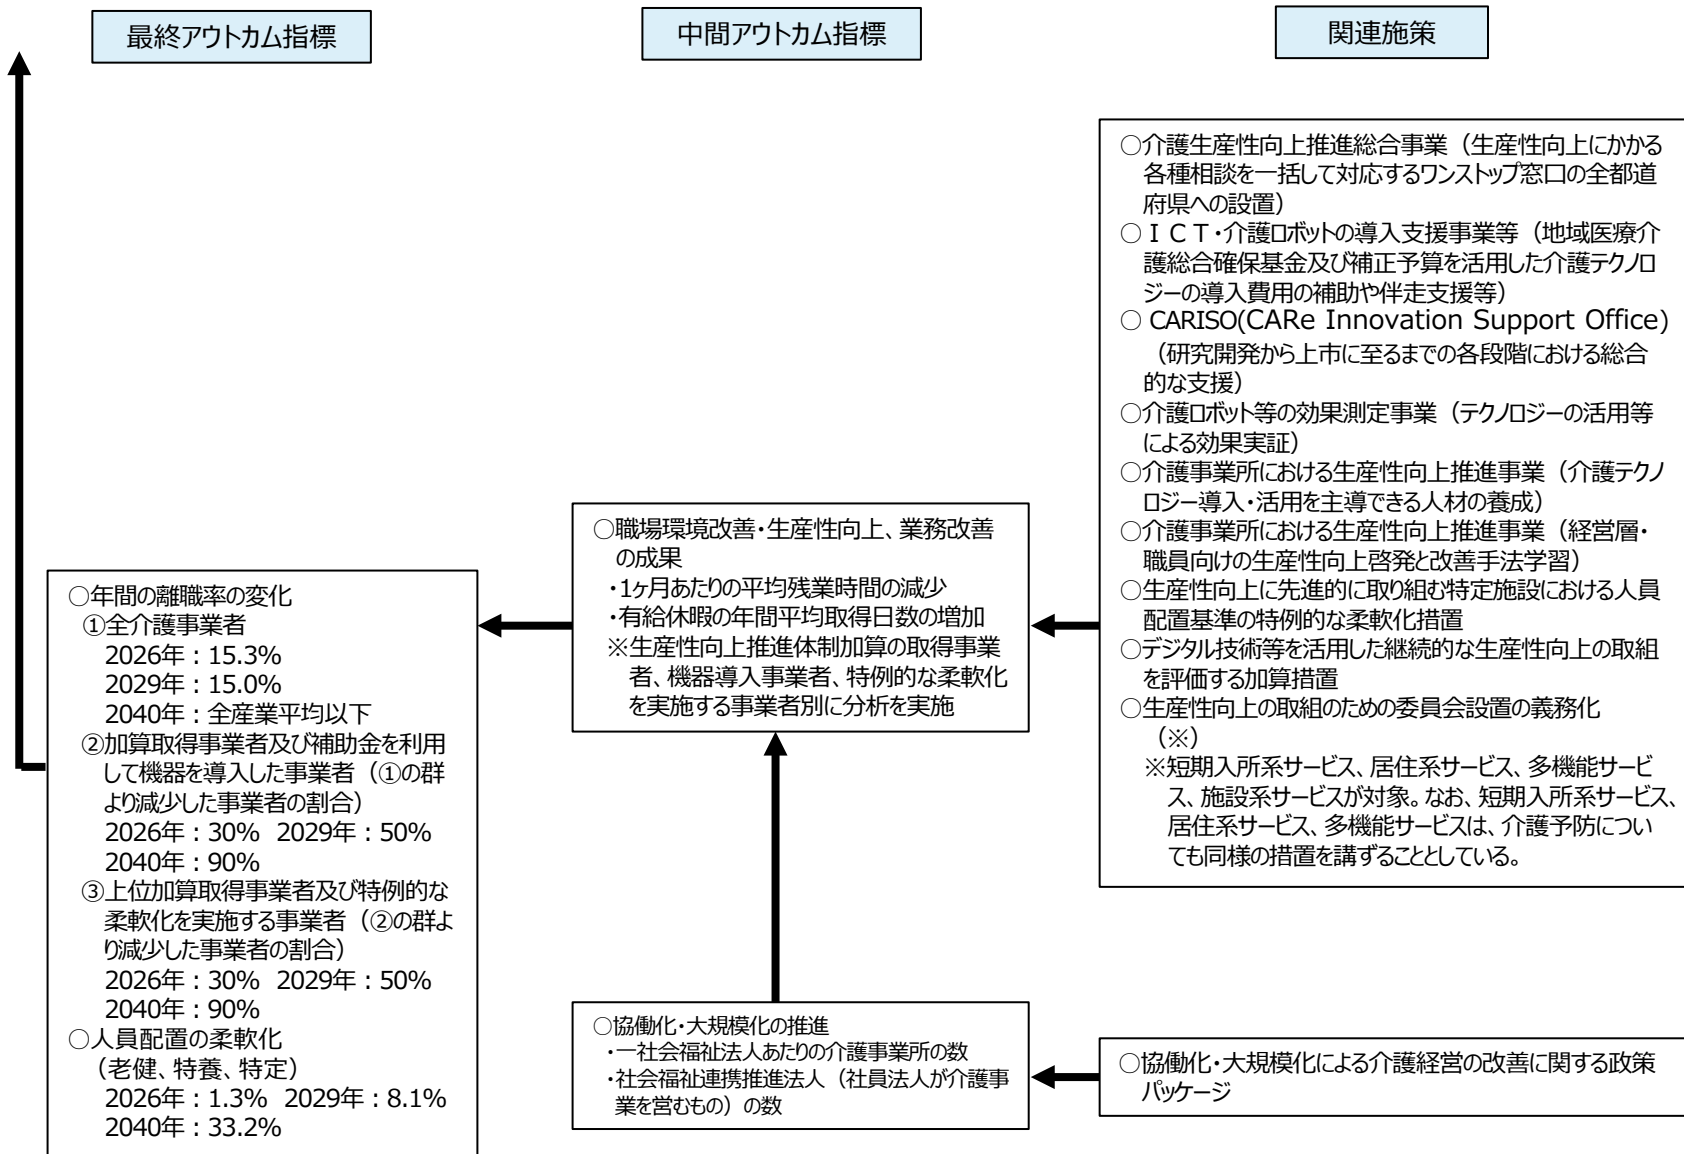 最終アウトカム指標
中間アウトカム指標
関連施策
○年間の離職率の変化
①全介護事業者
2026年：15.3%
2029年：15.0%
2040年：全産業平均以下
②加算取得事業者及び補助金を利用
して機器を導入した事業者（①の群
より減少した事業者の割合）
2026年：30% 2029年：50%
2040年：90%
③上位加算取得事業者及び特例的な
柔軟化を実施する事業者（②の群よ
り減少した事業者の割合）
2026年：30% 2029年：50%
2040年：90%
○人員配置の柔軟化
（老健、特養、特定）
2026年：1.3% 2029年：8.1%
2040年：33.2%
○職場環境改善・生産性向上、業務改善
の成果
・1ヶ月あたりの平均残業時間の減少
・有給休暇の年間平均取得日数の増加
※生産性向上推進体制加算の取得事業
者、機器導入事業者、特例的な柔軟化
を実施する事業者別に分析を実施
○協働化・大規模化の推進
・一社会福祉法人あたりの介護事業所の数
・社会福祉連携推進法人（社員法人が介護事
業を営むもの）の数
○介護生産性向上推進総合事業（生産性向上にかかる
各種相談を一括して対応するワンストップ窓口の全都道
府県への設置）
○ＩＣＴ・介護ロボットの導入支援事業等（地域医療介
護総合確保基金及び補正予算を活用した介護テクノロ
ジーの導入費用の補助や伴走支援等）
○ CARISO(CARe Innovation Support Office)
（研究開発から上市に至るまでの各段階における総合
的な支援）
○介護ロボット等の効果測定事業（テクノロジーの活用等
による効果実証）
○介護事業所における生産性向上推進事業（介護テクノ
ロジー導入・活用を主導できる人材の養成）
○介護事業所における生産性向上推進事業（経営層・
職員向けの生産性向上啓発と改善手法学習）
○生産性向上に先進的に取り組む特定施設における人員
配置基準の特例的な柔軟化措置
○デジタル技術等を活用した継続的な生産性向上の取組
を評価する加算措置
○生産性向上の取組のための委員会設置の義務化
（※）
※短期入所系サービス、居住系サービス、多機能サービ
ス、施設系サービスが対象。なお、短期入所系サービス、
居住系サービス、多機能サービスは、介護予防につい
ても同様の措置を講ずることとしている。
○協働化・大規模化による介護経営の改善に関する政策
パッケージ